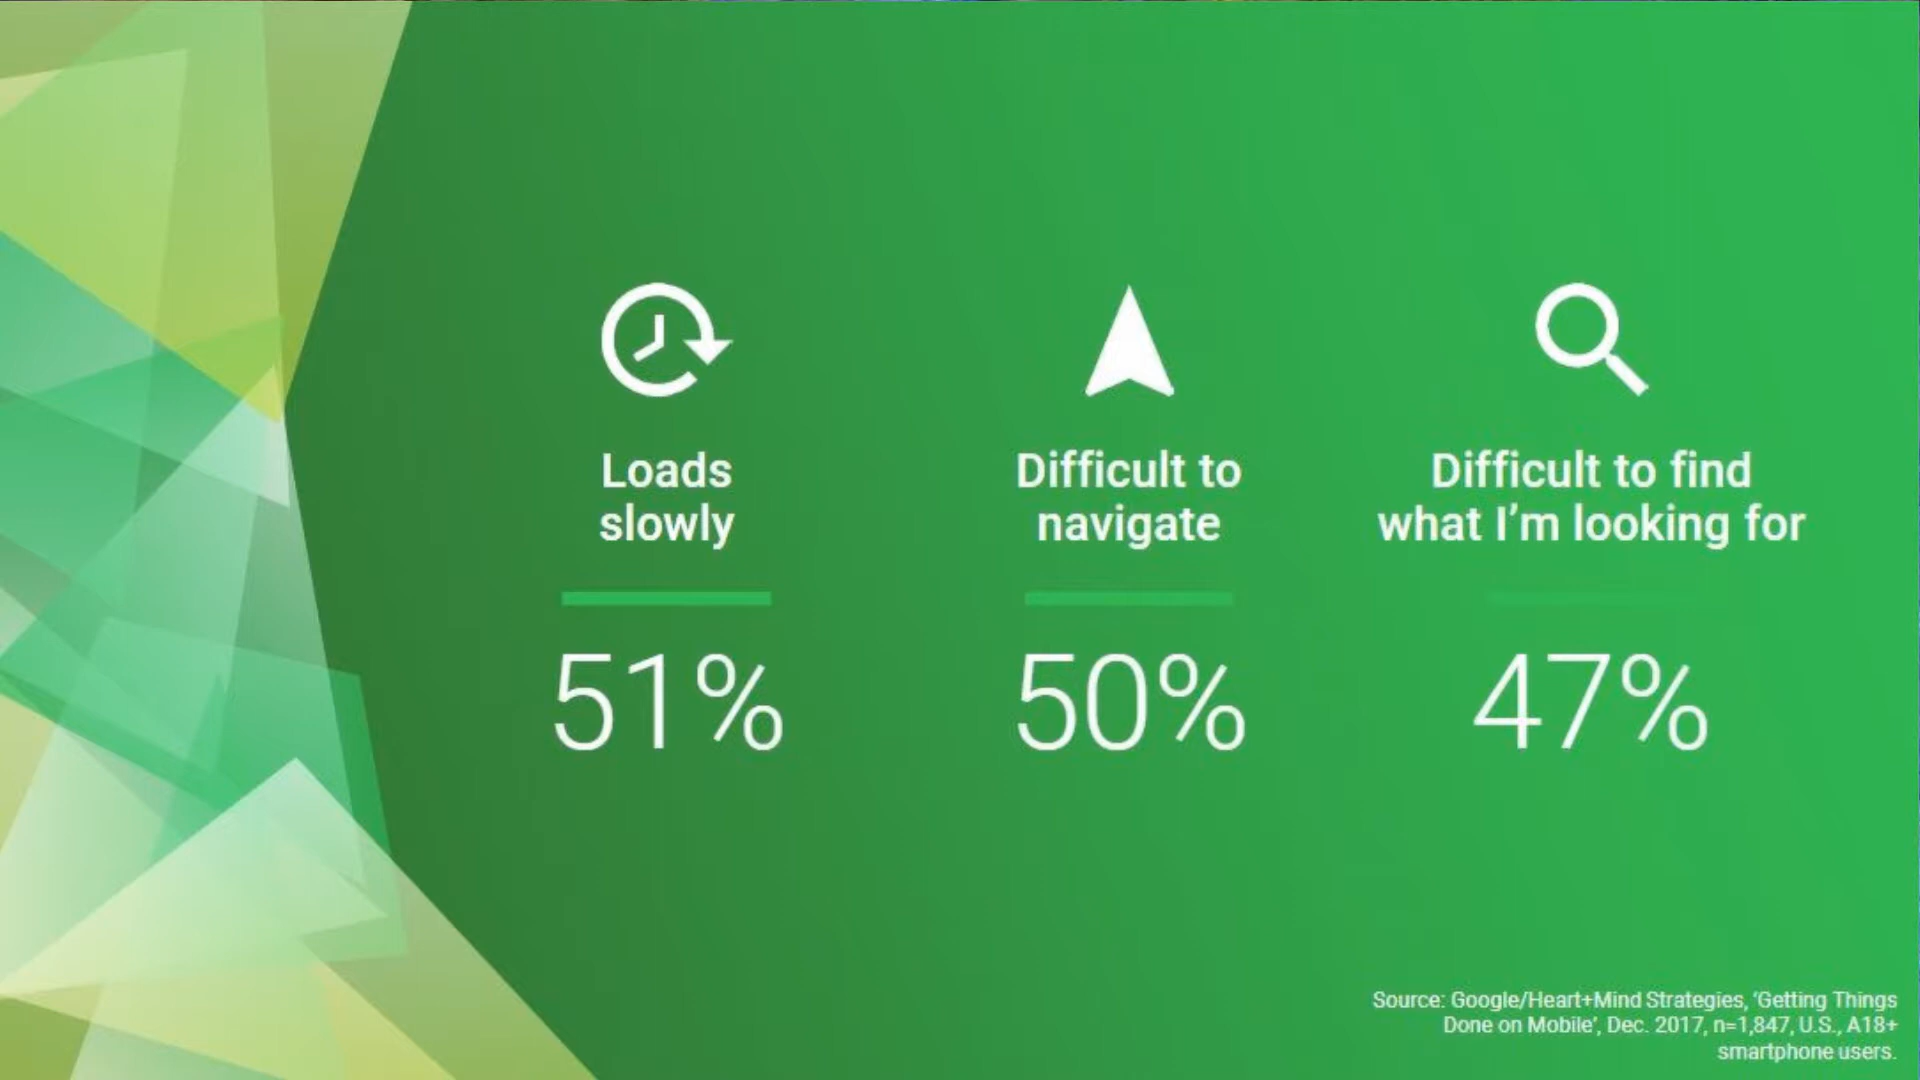 Loads
slowly
51%
Difficult to
navigate
50%
Difficult to find
what I'm looking for
47%
Source: Google/Heart+Mind Strategies, 'Getting Things
Done on Mobile', Dec. 2017, n=1,847, U.S., A18+
smartphone users.